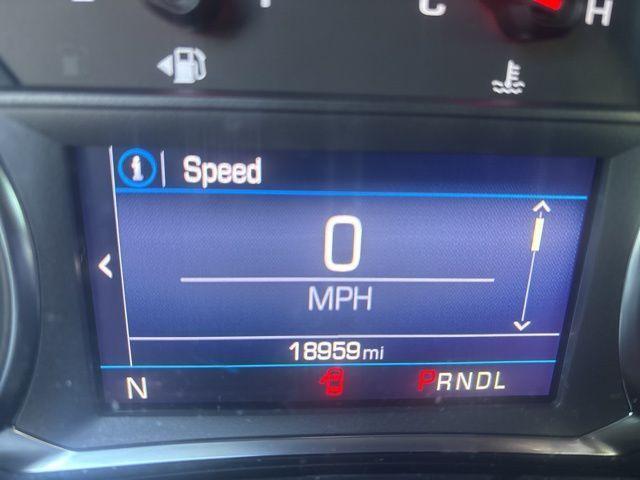 C H
i Speed
0
MPH
18959 mi
N PRNDL